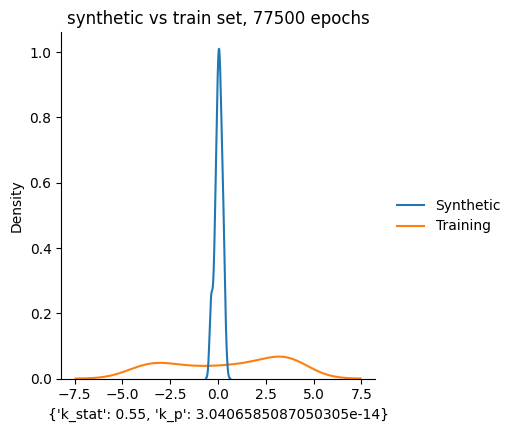 synthetic vs train set, 77500 epochs
1.0
0.8
0.6
0.4
0.2
0.0
Density
−7.5 −5.0 −2.5 0.0 2.5 5.0 7.5
{'k_stat': 0.55, 'k_p': 3.0406585087050305e-14}
Synthetic
Training